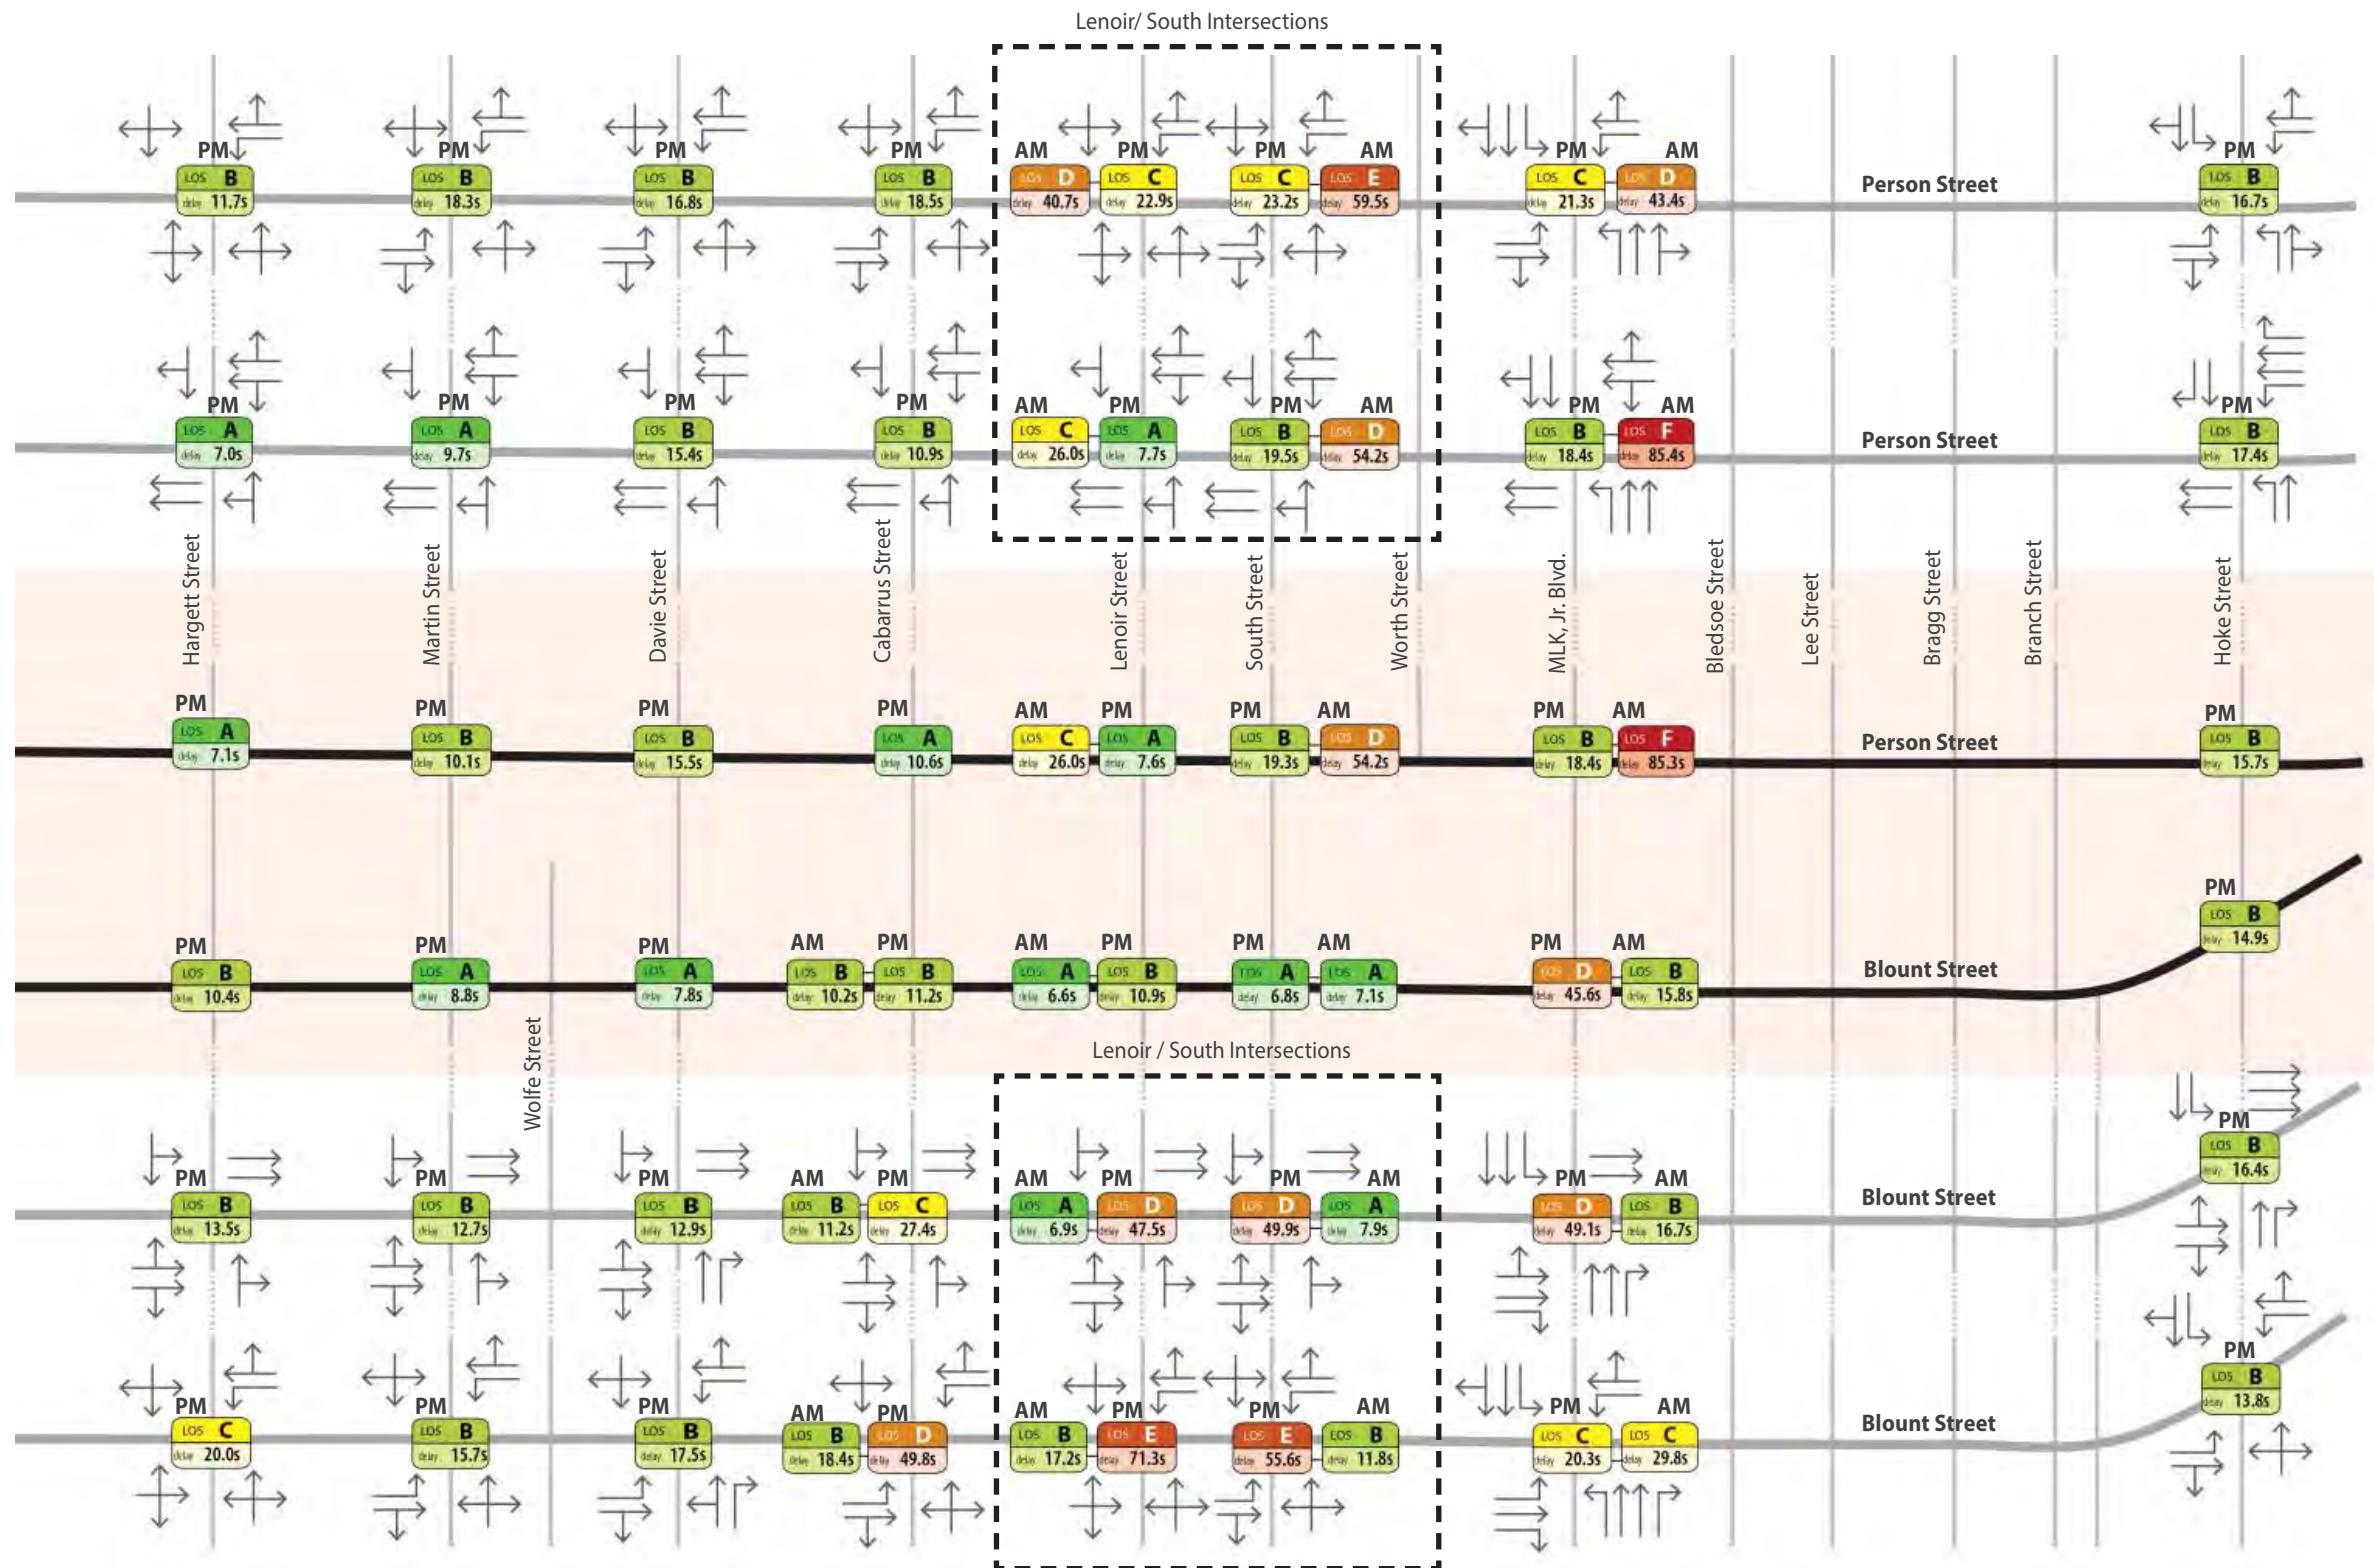 Lenoir/ South Intersections
PM PM PM PM AM PM PM AM PM AM PM
LOS B LOS B LOS B LOS B LOS D LOS C LOS C LOS E LOS C LOS D Person Street LOS B
delay 11.7s delay 18.3s delay 16.8s delay 18.5s delay 40.7s delay 22.9s delay 23.2s delay 59.5s delay 21.3s delay 43.4s delay 16.7s
PM PM PM PM AM PM PM AM PM AM PM
LOS A LOS A LOS B LOS B LOS C LOS A LOS B LOS D LOS B LOS F Person Street LOS B
delay 7.0s delay 9.7s delay 15.4s delay 10.9s delay 26.0s delay 7.7s delay 19.5s delay 54.2s delay 18.4s delay 85.4s delay 17.4s
Hargett Street
Martin Street
Davie Street
Cabarrus Street
Lenoir Street
South Street
Worth Street
MLK, Jr. Blvd.
Bledsoe Street
Lee Street
Bragg Street
Branch Street
Hoke Street
PM PM PM PM AM PM PM AM PM AM PM
LOS A LOS B LOS B LOS A LOS C LOS A LOS B LOS D LOS B LOS F Person Street LOS B
delay 7.1s delay 10.1s delay 15.5s delay 10.6s delay 26.0s delay 7.6s delay 19.3s delay 54.2s delay 18.4s delay 85.3s delay 15.7s
PM
LOS B
delay 14.9s
PM PM PM AM PM AM PM PM AM PM AM
LOS B LOS A LOS A LOS B LOS B LOS A LOS B LOS A LOS A LOS D LOS B Blount Street
delay 10.4s delay 8.8s delay 7.8s delay 10.2s delay 11.2s delay 6.6s delay 10.9s delay 6.8s delay 7.1s delay 45.6s delay 15.8s
Wolfe Street
Lenoir / South Intersections
PM
LOS B
delay 16.4s
PM PM PM AM PM AM PM PM AM PM AM
LOS B LOS B LOS B LOS B LOS C LOS A LOS D LOS D LOS A LOS D LOS B Blount Street
delay 13.5s delay 12.7s delay 12.9s delay 11.2s delay 27.4s delay 6.9s delay 47.5s delay 49.9s delay 7.9s delay 49.1s delay 16.7s
PM
LOS B
delay 13.8s
PM PM PM AM PM AM PM PM AM PM AM
LOS C LOS B LOS B LOS B LOS D LOS B LOS E LOS E LOS B LOS C LOS C Blount Street
delay 20.0s delay 15.7s delay 17.5s delay 18.4s delay 49.8s delay 17.2s delay 71.3s delay 55.6s delay 11.8s delay 20.3s delay 29.8s